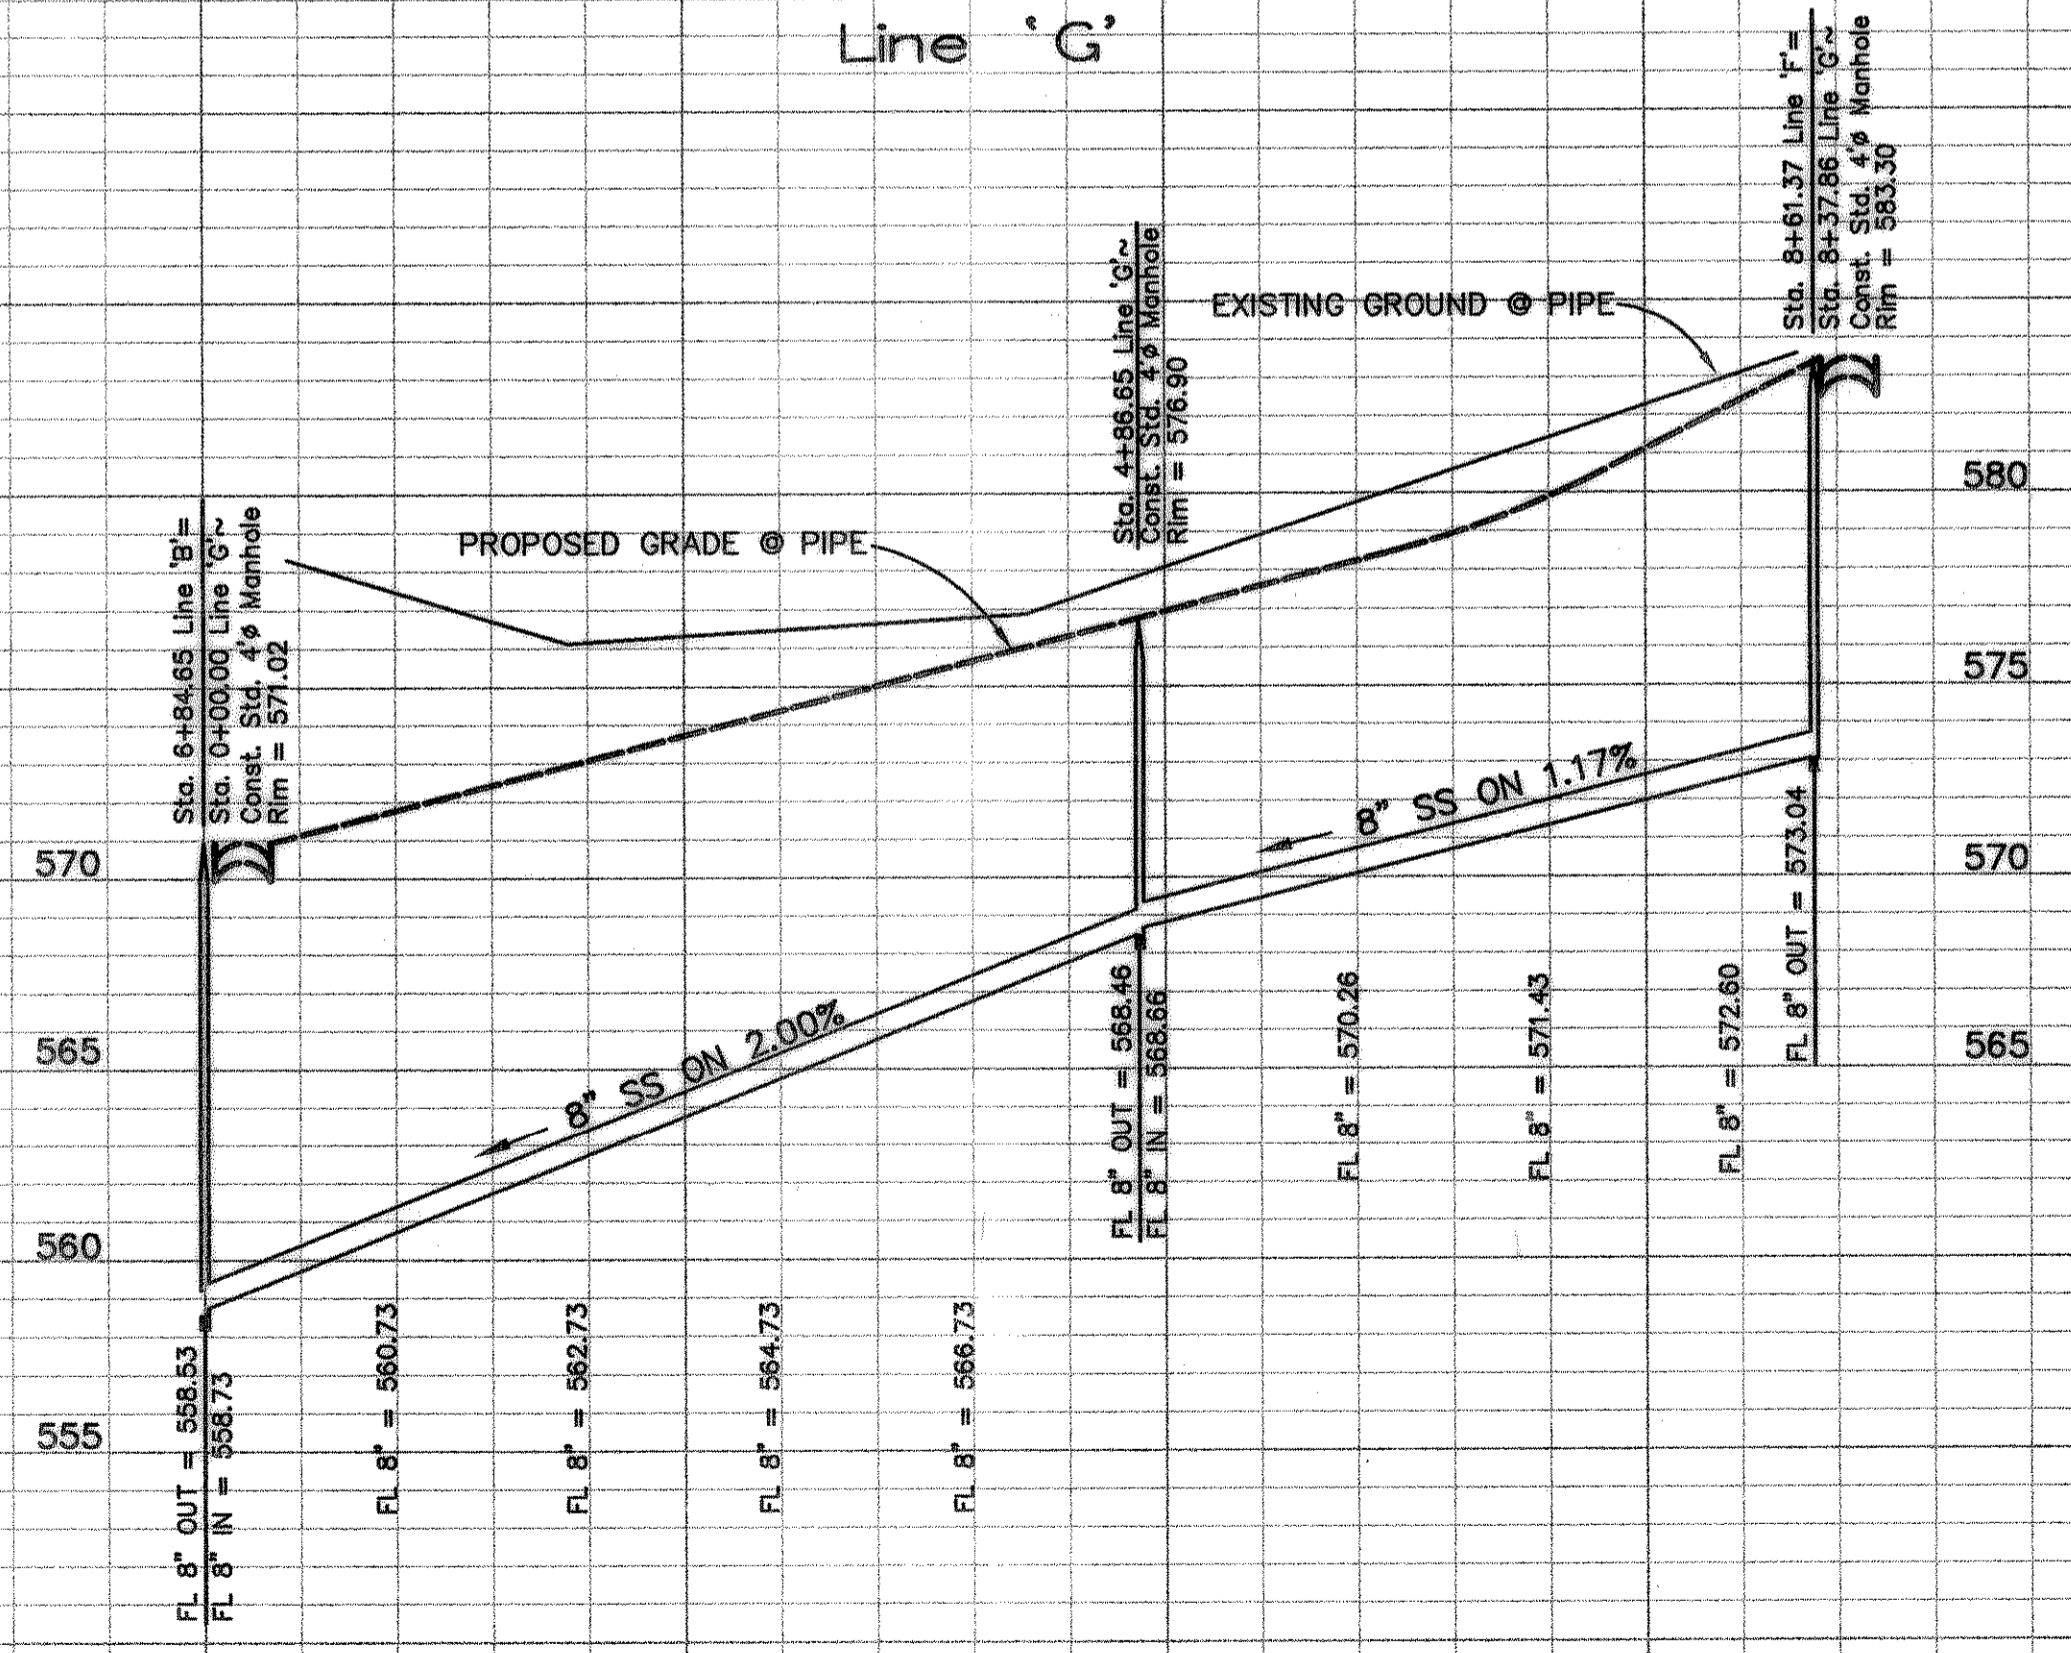 Line 'G'
Sta. 8+61.37 Line 'F'=
Sta. 8+37.86 Line 'G'~
Const. Std. 4'ø Manhole
Rim = 583.30
Sta. 4+86.65 Line 'G'~
Const. Std. 4'ø Manhole
Rim = 576.90
EXISTING GROUND @ PIPE
Sta. 6+84.65 Line 'B'=
Sta. 0+00.00 Line 'G'~
Const. Std. 4'ø Manhole
Rim = 571.02
PROPOSED GRADE @ PIPE
580
575
570
565
570
565
560
555
8" SS ON 1.17%
8" SS ON 2.00%
FL 8" OUT = 558.53
FL 8" IN = 558.73
FL 8" = 560.73
FL 8" = 562.73
FL 8" = 564.73
FL 8" = 566.73
FL 8" OUT = 568.46
FL 8" IN = 568.66
FL 8" = 570.26
FL 8" = 571.43
FL 8" = 572.60
FL 8" OUT = 573.04